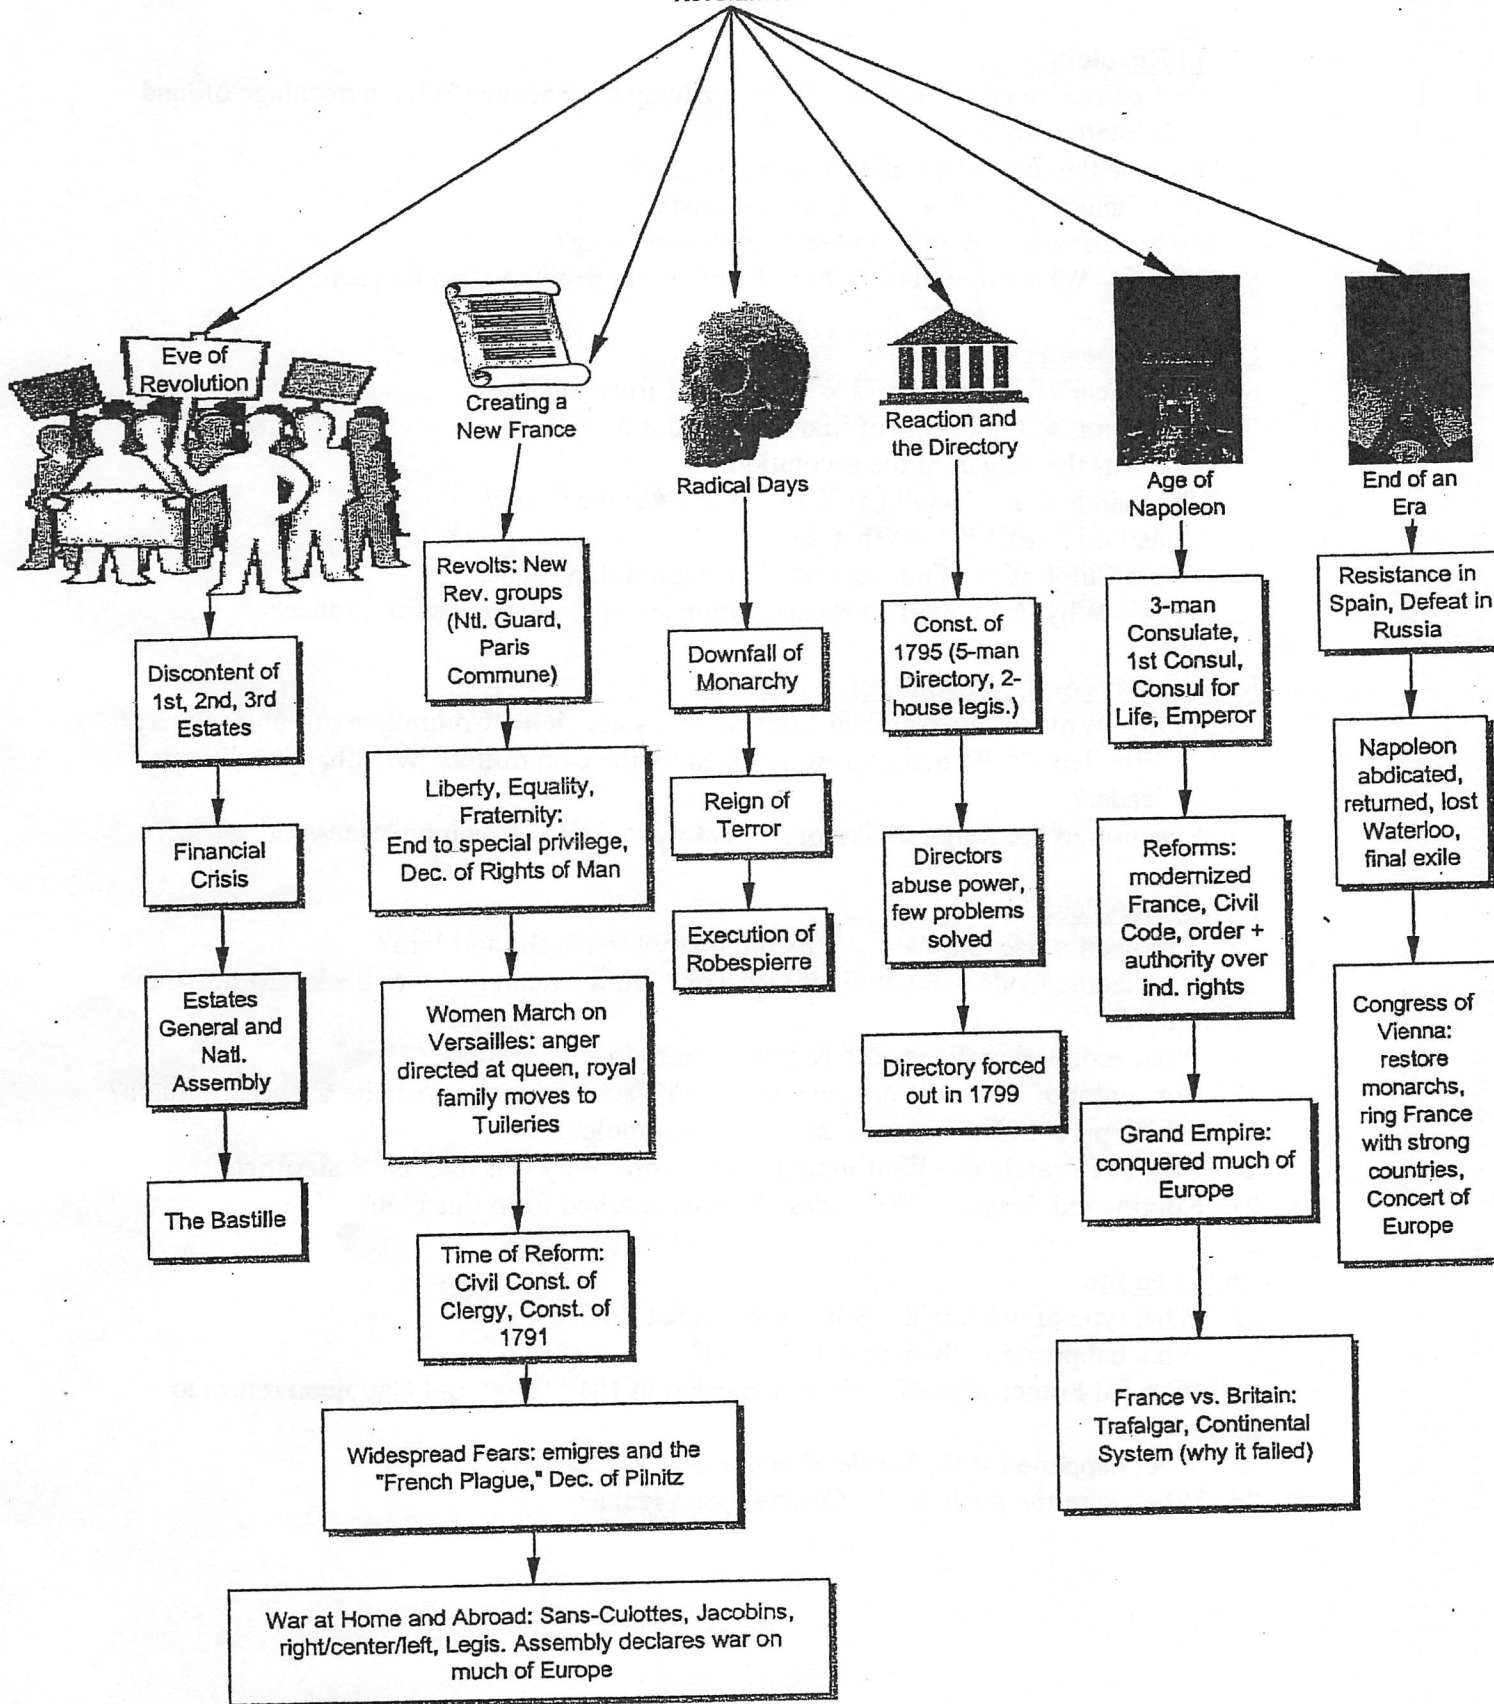 Eve of
Revolution
Discontent of
1st, 2nd, 3rd
Estates
Financial
Crisis
Estates
General and
Natl.
Assembly
The Bastille
Creating a
New France
Revolts: New
Rev. groups
(Ntl. Guard,
Paris
Commune)
Liberty, Equality,
Fraternity:
End to special privilege,
Dec. of Rights of Man
Women March on
Versailles: anger
directed at queen, royal
family moves to
Tuileries
Time of Reform:
Civil Const. of
Clergy, Const. of
1791
Widespread Fears: emigres and the
"French Plague," Dec. of Pilnitz
War at Home and Abroad: Sans-Culottes, Jacobins,
right/center/left, Legis. Assembly declares war on
much of Europe
Radical Days
Downfall of
Monarchy
Reign of
Terror
Execution of
Robespierre
Reaction and
the Directory
Const. of
1795 (5-man
Directory, 2-
house legis.)
Directors
abuse power,
few problems
solved
Directory forced
out in 1799
Age of
Napoleon
3-man
Consulate,
1st Consul,
Consul for
Life, Emperor
Reforms:
modernized
France, Civil
Code, order +
authority over
ind. rights
Grand Empire:
conquered much of
Europe
France vs. Britain:
Trafalgar, Continental
System (why it failed)
End of an
Era
Resistance in
Spain, Defeat in
Russia
Napoleon
abdicated,
returned, lost
Waterloo,
final exile
Congress of
Vienna:
restore
monarchs,
ring France
with strong
countries,
Concert of
Europe